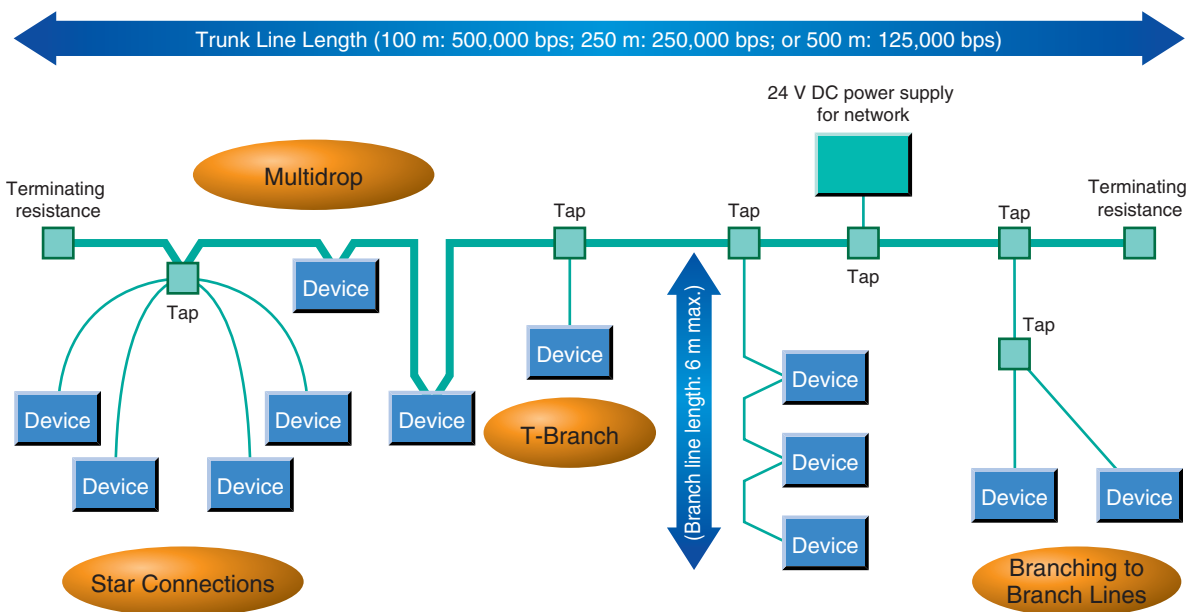 Trunk Line Length (100 m: 500,000 bps; 250 m: 250,000 bps; or 500 m: 125,000 bps)
24 V DC power supply
for network
Multidrop
Terminating
resistance
Tap
Tap
Tap
Terminating
resistance
Tap
Device
Tap
Tap
Device
Device
Device
Device
Device
Device
Device
T-Branch
(Branch line length: 6 m max.)
Device
Device
Device
Device
Device
Device
Star Connections
Branching to
Branch Lines